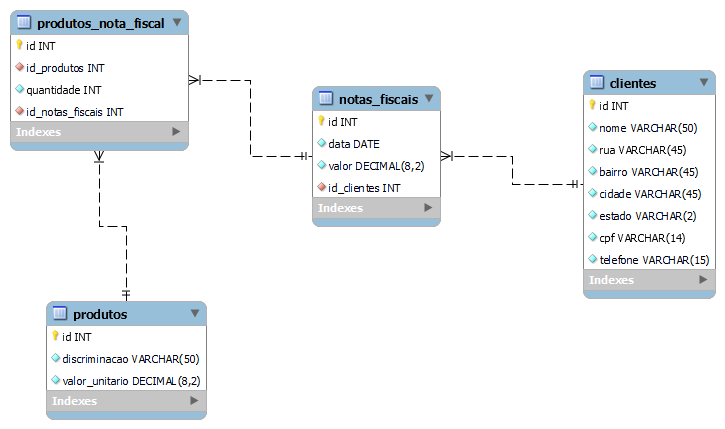 produtos_nota_fiscal
id INT
id_produtos INT
quantidade INT
id_notas_fiscais INT
Indexes
notas_fiscais
id INT
data DATE
valor DECIMAL(8,2)
id_clientes INT
Indexes
clientes
id INT
nome VARCHAR(50)
rua VARCHAR(45)
bairro VARCHAR(45)
cidade VARCHAR(45)
estado VARCHAR(2)
cpf VARCHAR(14)
telefone VARCHAR(15)
Indexes
produtos
id INT
discriminacao VARCHAR(50)
valor_unitario DECIMAL(8,2)
Indexes